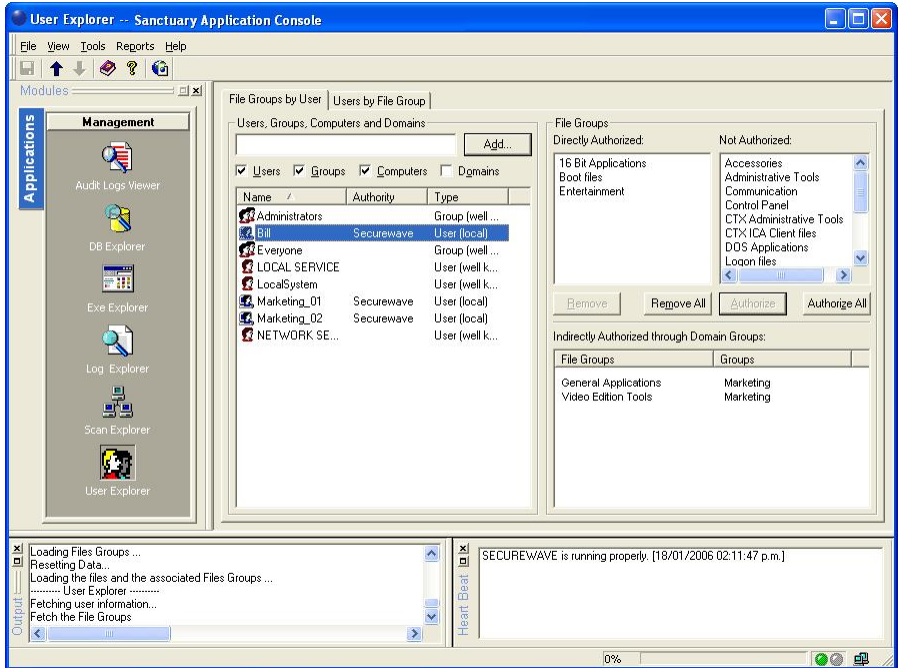 User Explorer -- Sanctuary Application Console
File View Tools Reports Help
Modules
Applications
Management
Audit Logs Viewer
DB Explorer
Exe Explorer
Log Explorer
Scan Explorer
User Explorer
File Groups by User
Users by File Group
Users, Groups, Computers and Domains
Add...
Users Groups Computers Domains
Name Authority Type
Administrators Group (well ...
Bill Securewave User (local)
Everyone Group (well ...
LOCAL SERVICE User (well k...
LocalSystem User (well k...
Marketing_01 Securewave User (local)
Marketing_02 Securewave User (local)
NETWORK SE... User (well k...
File Groups
Directly Authorized:
16 Bit Applications
Boot files
Entertainment
Not Authorized:
Accessories
Administrative Tools
Communication
Control Panel
CTX Administrative Tools
CTX ICA Client files
DOS Applications
Logon files
Remove Remove All Authorize Authorize All
Indirectly Authorized through Domain Groups:
File Groups Groups
General Applications Marketing
Video Edition Tools Marketing
Output
Loading Files Groups ...
Resetting Data...
Loading the files and the associated Files Groups ...
---------- User Explorer ----------
Fetching user information...
Fetch the File Groups
Heart Beat
SECUREWAVE is running properly. [18/01/2006 02:11:47 p.m.]
0%